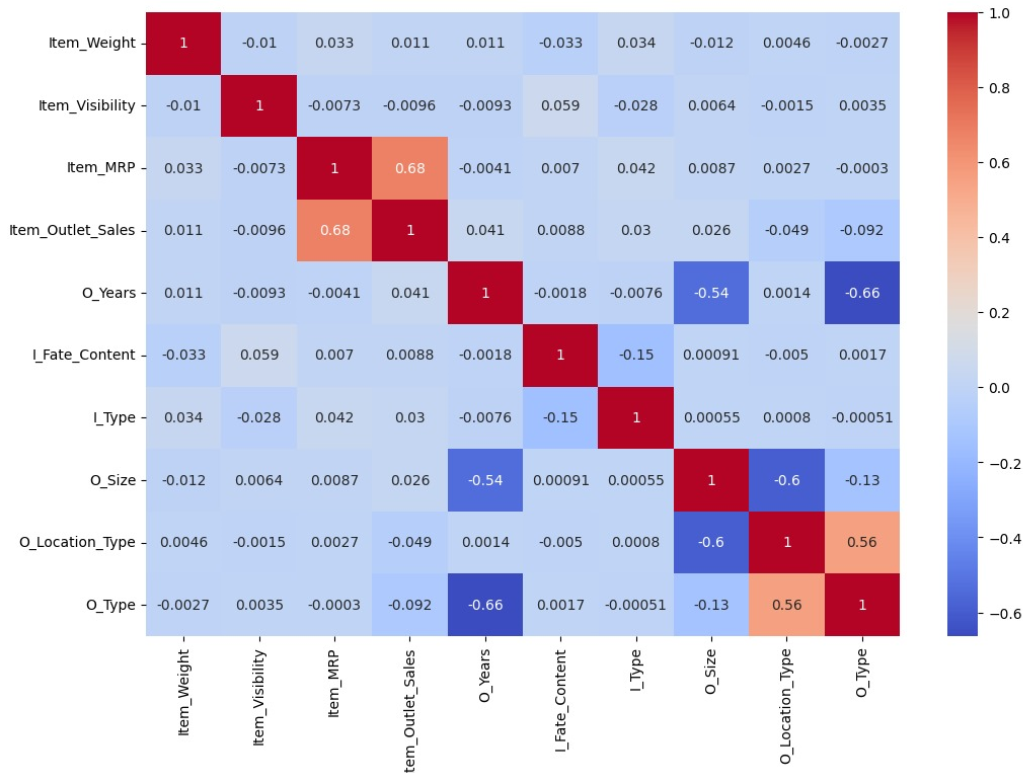 Item_Weight 1 -0.01 0.033 0.011 0.011 -0.033 0.034 -0.012 0.0046 -0.0027
Item_Visibility -0.01 1 -0.0073 -0.0096 -0.0093 0.059 -0.028 0.0064 -0.0015 0.0035
Item_MRP 0.033 -0.0073 1 0.68 -0.0041 0.007 0.042 0.0087 0.0027 -0.0003
Item_Outlet_Sales 0.011 -0.0096 0.68 1 0.041 0.0088 0.03 0.026 -0.049 -0.092
O_Years 0.011 -0.0093 -0.0041 0.041 1 -0.0018 -0.0076 -0.54 0.0014 -0.66
I_Fate_Content -0.033 0.059 0.007 0.0088 -0.0018 1 -0.15 0.00091 -0.005 0.0017
I_Type 0.034 -0.028 0.042 0.03 -0.0076 -0.15 1 0.00055 0.0008 -0.00051
O_Size -0.012 0.0064 0.0087 0.026 -0.54 0.00091 0.00055 1 -0.6 -0.13
O_Location_Type 0.0046 -0.0015 0.0027 -0.049 0.0014 -0.005 0.0008 -0.6 1 0.56
O_Type -0.0027 0.0035 -0.0003 -0.092 -0.66 0.0017 -0.00051 -0.13 0.56 1
Item_Weight
Item_Visibility
Item_MRP
tem_Outlet_Sales
O_Years
I_Fate_Content
I_Type
O_Size
O_Location_Type
O_Type
1.0
0.8
0.6
0.4
0.2
0.0
−0.2
−0.4
−0.6